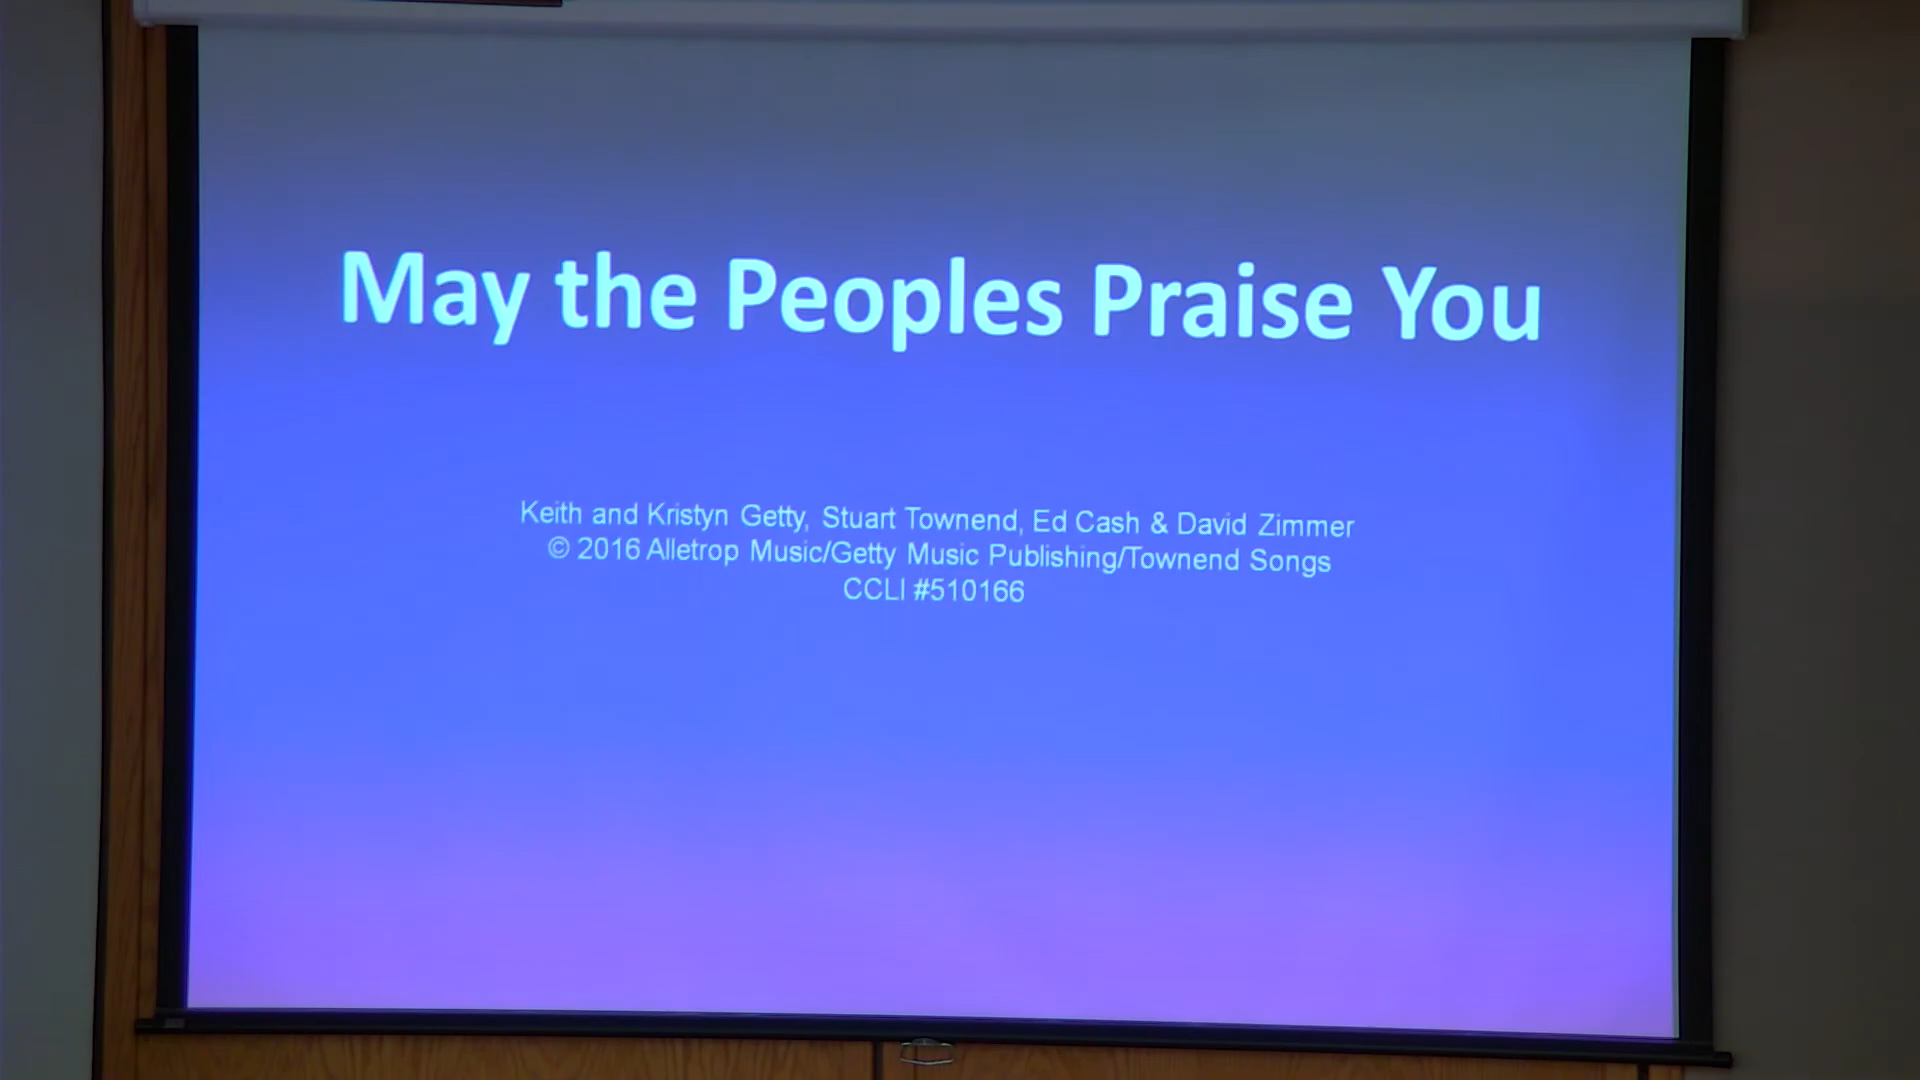 May the Peoples Praise You
Keith and Kristyn Getty, Stuart Townend, Ed Cash & David Zimmer
© 2016 Alletrop Music/Getty Music Publishing/Townend Songs
CCLI #510166